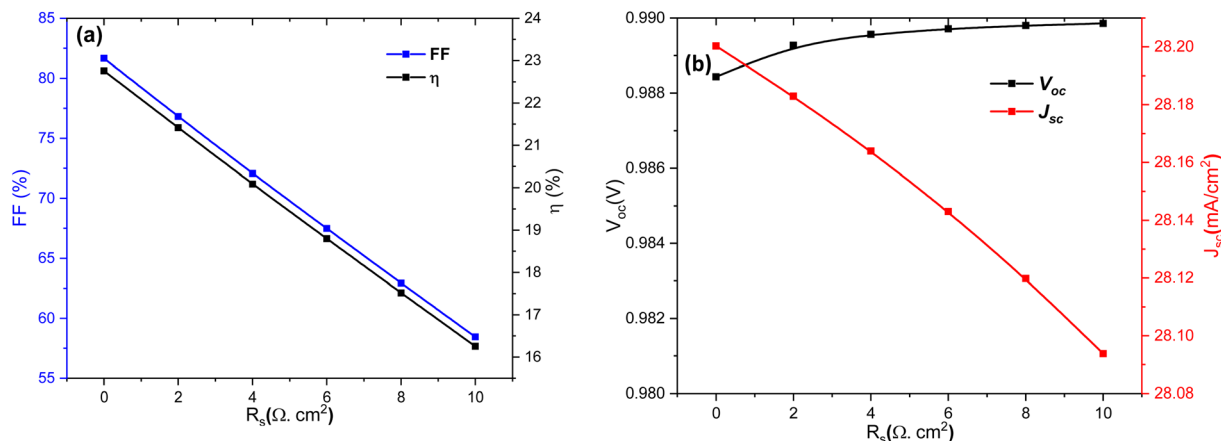 (a)
FF
η
85
80
75
70
65
60
55
FF (%)
24
23
22
21
20
19
18
17
16
η (%)
0 2 4 6 8 10
Rₛ(Ω. cm²)
(b)
Vₒc
Jₛc
0.990
0.988
0.986
0.984
0.982
0.980
Vₒc(V)
28.20
28.18
28.16
28.14
28.12
28.10
28.08
Jₛc(mA/cm²)
0 2 4 6 8 10
Rₛ(Ω. cm²)